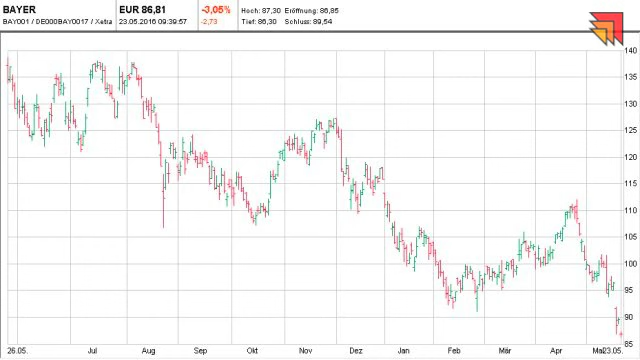 BAYER
BAY001 / DE000BAY0017 / Xetra
EUR 86,81
23.05.2016 09:39:57
-3,05%
-2,73
Hoch: 87,30 Eröffnung: 86,85
Tief: 86,30 Schluss: 89,54
140
135
130
125
120
115
110
105
100
95
90
85
26.05. Jul Aug Sep Okt Nov Dez Jan Feb Mär Apr Ma23.05.